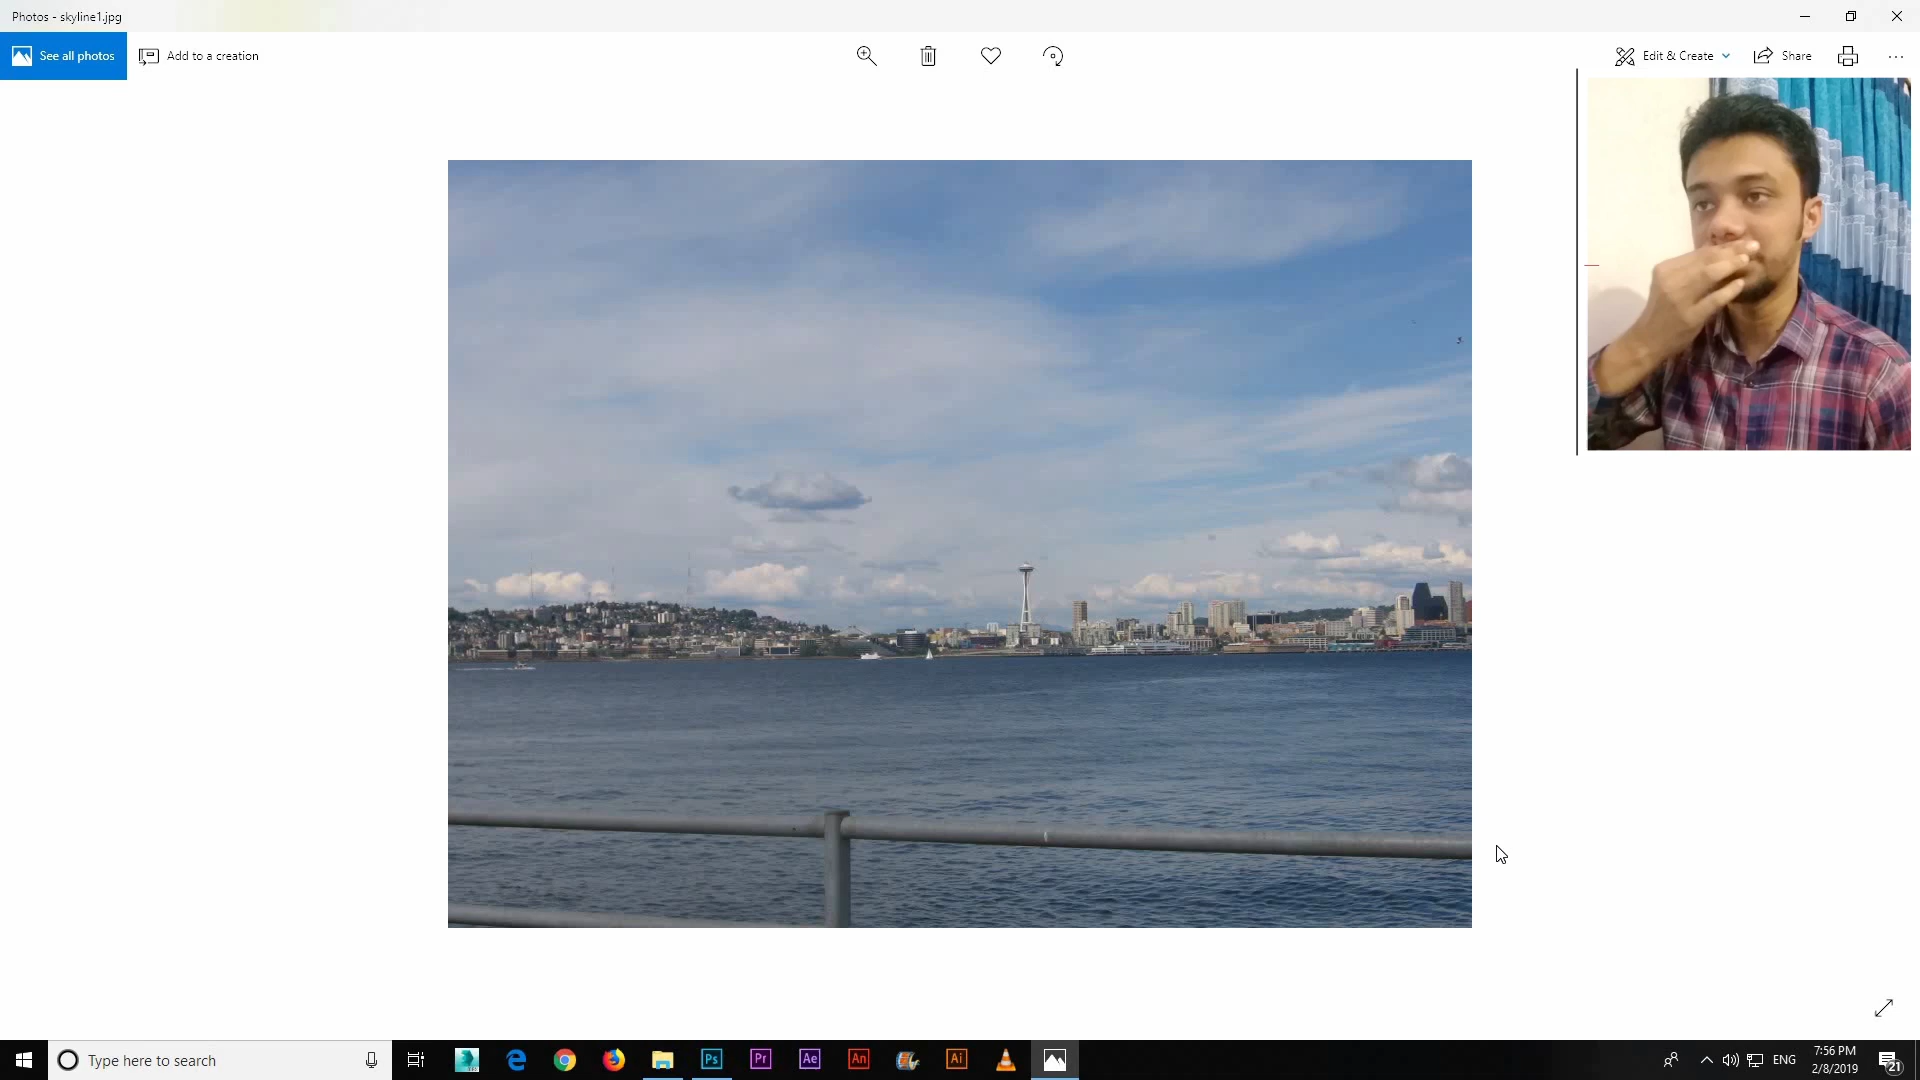 Photos - skyline1.jpg
See all photos
Add to a creation
Edit & Create
Share
Type here to search
Ps
Pr
Ae
An
Ai
ENG
7:56 PM
2/8/2019
21